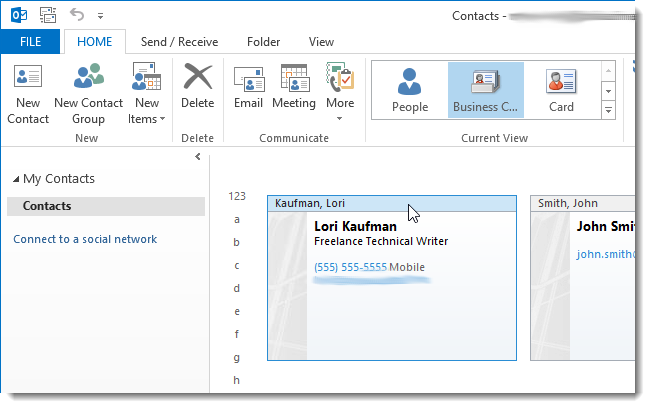 Contacts -
FILE HOME Send / Receive Folder View
New Contact
New Contact Group
New Items
Delete
Email
Meeting
More
People
Business C...
Card
New
Delete
Communicate
Current View
My Contacts
Contacts
Connect to a social network
123
a
b
c
d
e
f
g
h
Kaufman, Lori
Lori Kaufman
Freelance Technical Writer
(555) 555-5555 Mobile
Smith, John
John Smi
john.smith@